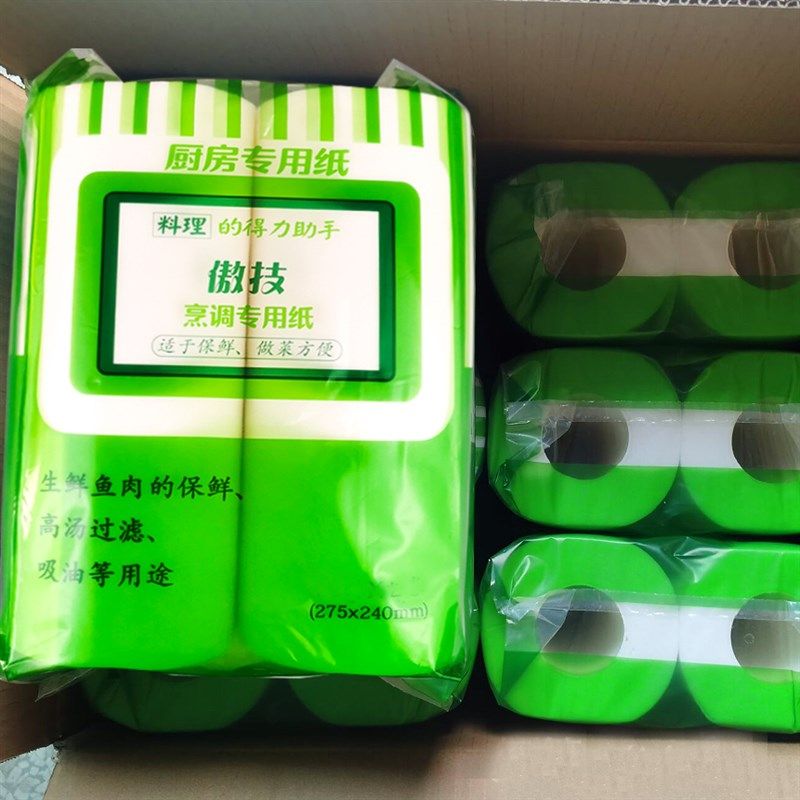 厨房专用纸
料理 的得力助手
傲技
烹调专用纸
适于保鲜、做菜方便
生鲜鱼肉的保鲜、
高汤过滤、
吸油等用途
(275x240mm)